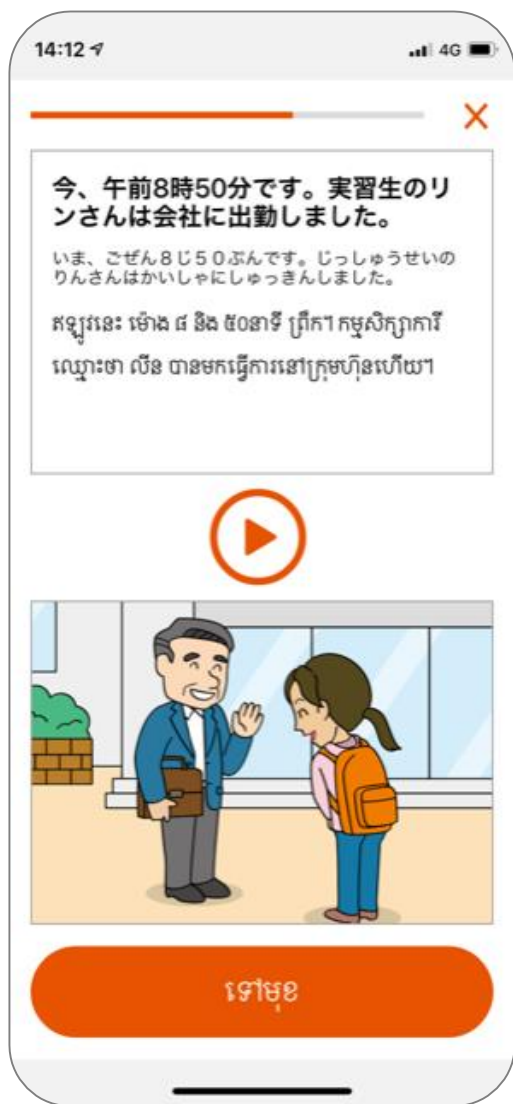 14:12
4G
今、午前8時50分です。実習生のリ
ンさんは会社に出勤しました。
いま、ごぜん8じ50ぷんです。じっしゅうせいの
りんさんはかいしゃにしゅっきんしました。
ឥឡូវនេះ ម៉ោង ៨ និង ៥០នាទី ព្រឹក។ កម្មសិក្សាការី
ឈ្មោះថា លីន បានមកធ្វើការនៅក្រុមហ៊ុនហើយ។
ទៅមុខ